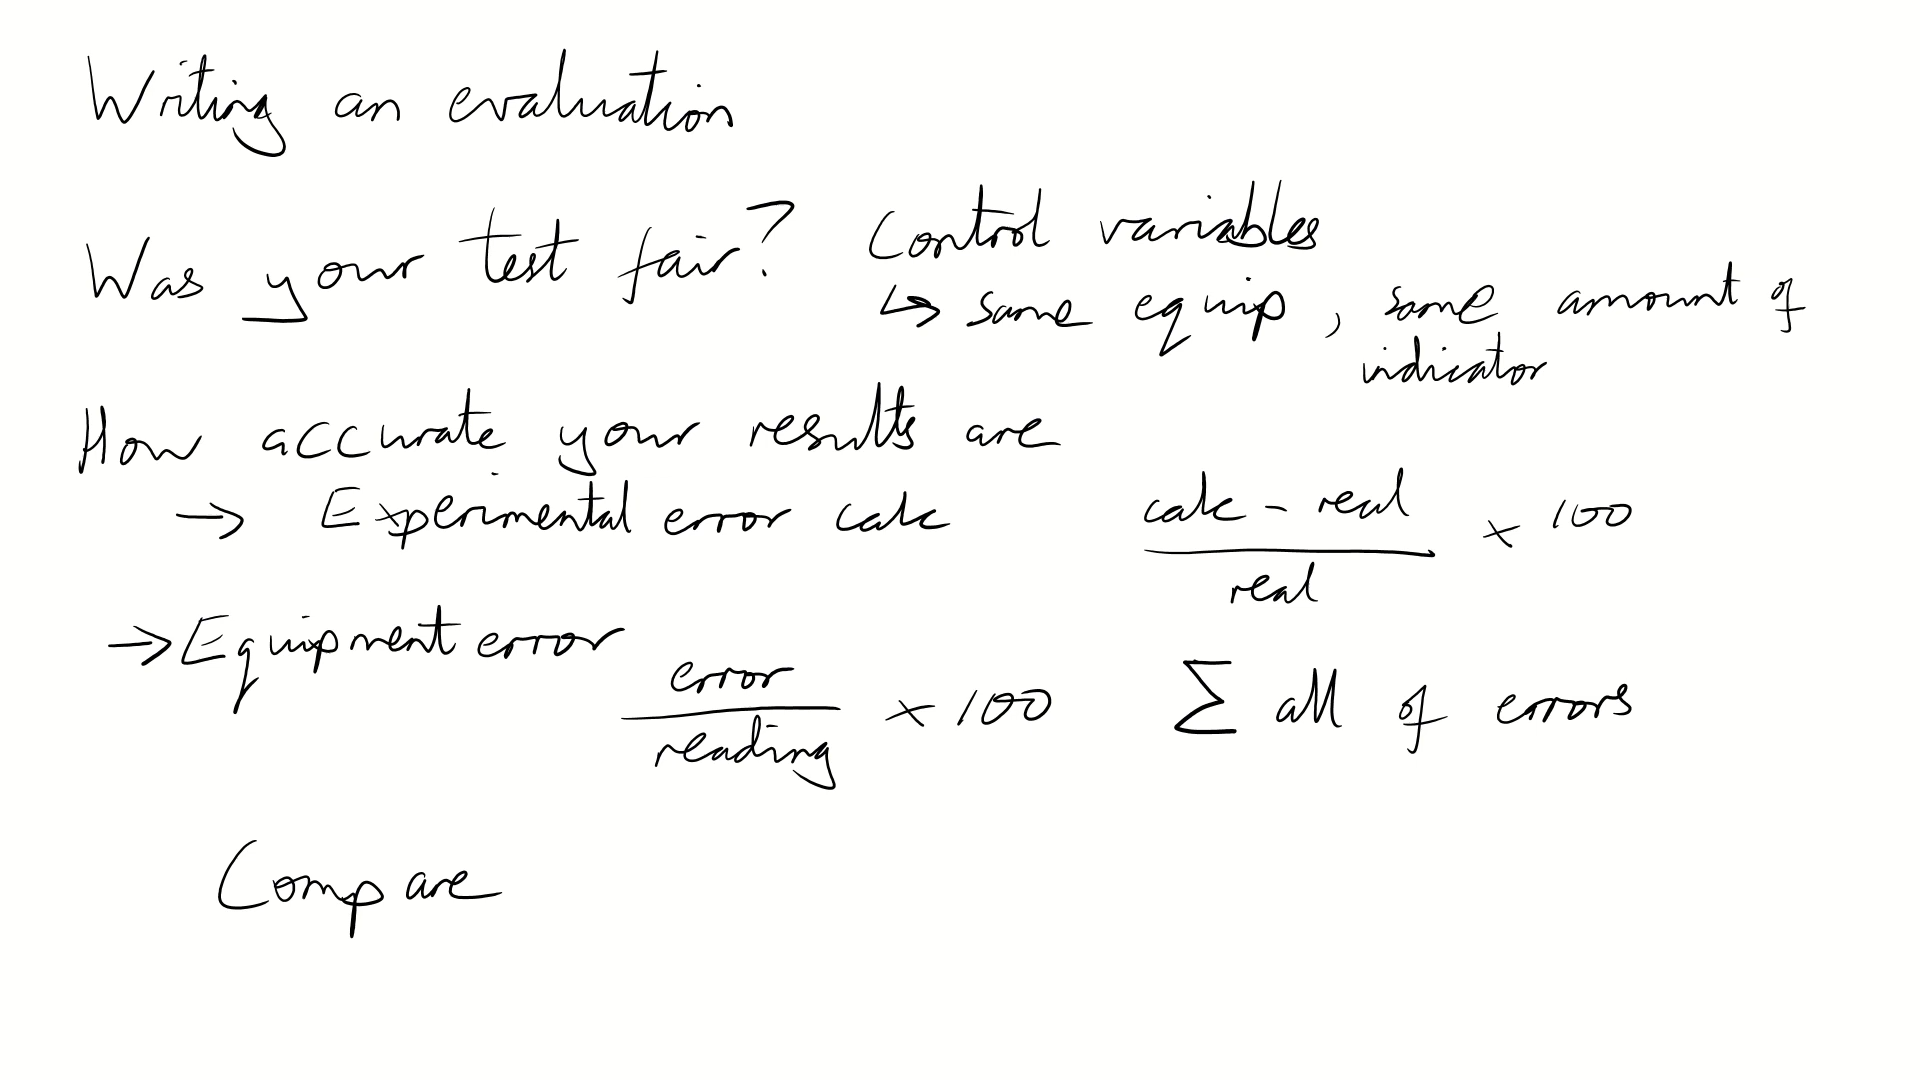 Writing an evaluation
Was your test fair? Control variables
↳ same equip, same amount of
indicator
How accurate your results are
→ Experimental error calc
calc - real
real
× 100
→ Equipment error
error
reading
× 100
∑ all of errors
Compare